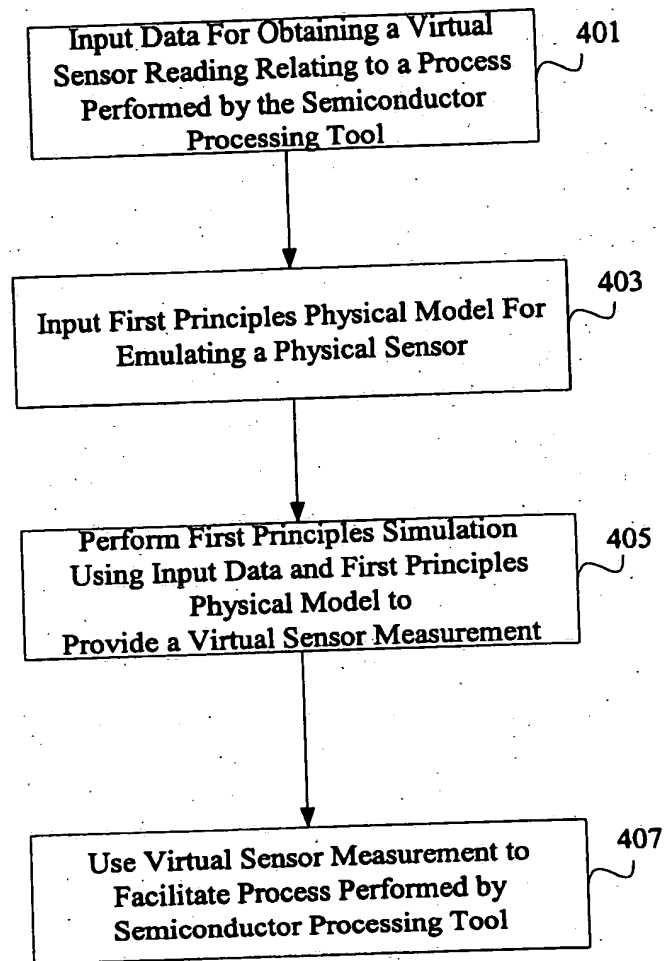 Input Data For Obtaining a Virtual
Sensor Reading Relating to a Process
Performed by the Semiconductor
Processing Tool
401
Input First Principles Physical Model For
Emulating a Physical Sensor
403
Perform First Principles Simulation
Using Input Data and First Principles
Physical Model to
Provide a Virtual Sensor Measurement
405
Use Virtual Sensor Measurement to
Facilitate Process Performed by
Semiconductor Processing Tool
407